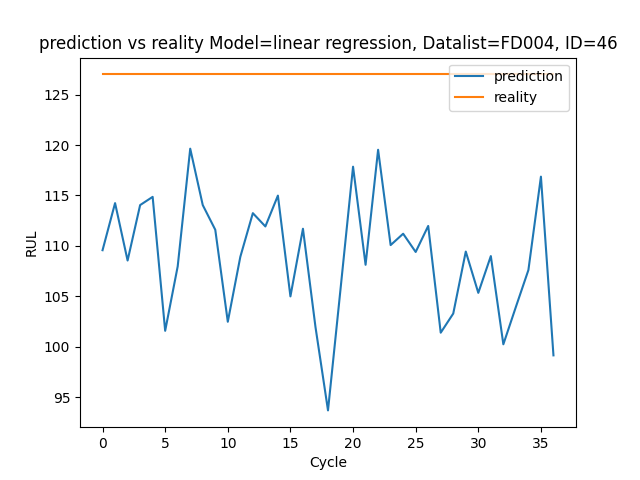 prediction vs reality Model=linear regression, Datalist=FD004, ID=46
prediction
reality
125
120
115
110
105
100
95
RUL
0 5 10 15 20 25 30 35
Cycle